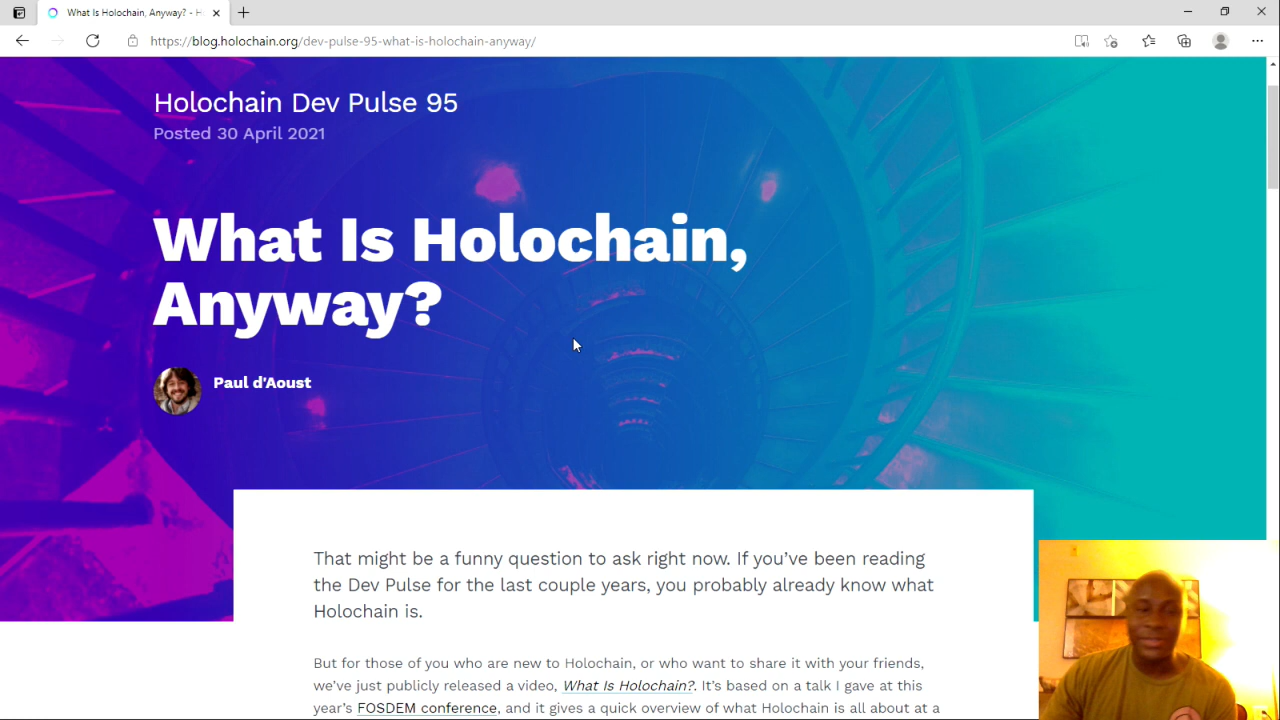 What Is Holochain, Anyway? - H
https://blog.holochain.org/dev-pulse-95-what-is-holochain-anyway/
Holochain Dev Pulse 95
Posted 30 April 2021
What Is Holochain,
Anyway?
Paul d'Aoust
That might be a funny question to ask right now. If you’ve been reading
the Dev Pulse for the last couple years, you probably already know what
Holochain is.
But for those of you who are new to Holochain, or who want to share it with your friends,
we’ve just publicly released a video, What Is Holochain?. It’s based on a talk I gave at this
year’s FOSDEM conference, and it gives a quick overview of what Holochain is all about at a